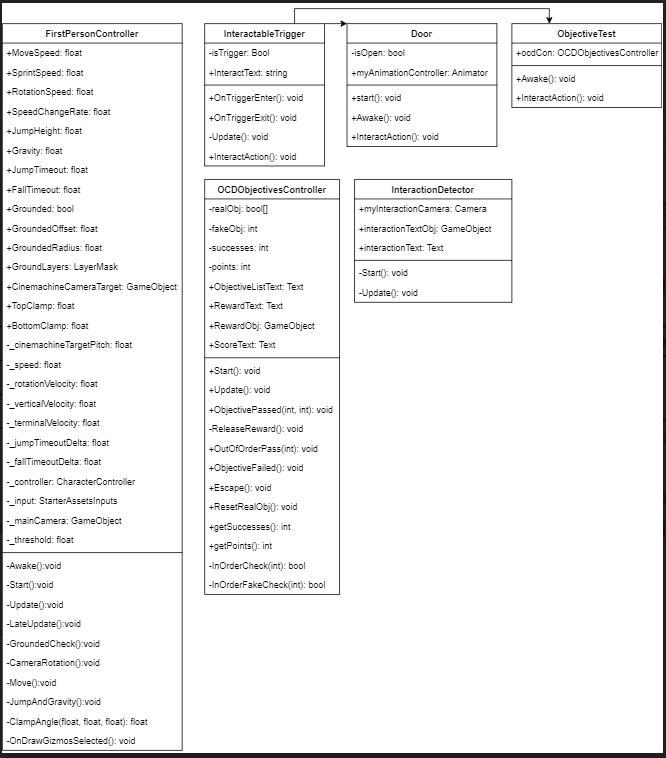 FirstPersonController
+MoveSpeed: float
+SprintSpeed: float
+RotationSpeed: float
+SpeedChangeRate: float
+JumpHeight: float
+Gravity: float
+JumpTimeout: float
+FallTimeout: float
+Grounded: bool
+GroundedOffset: float
+GroundedRadius: float
+GroundLayers: LayerMask
+CinemachineCameraTarget: GameObject
+TopClamp: float
+BottomClamp: float
-_cinemachineTargetPitch: float
-_speed: float
-_rotationVelocity: float
-_verticalVelocity: float
-_terminalVelocity: float
-_jumpTimeoutDelta: float
-_fallTimeoutDelta: float
-_controller: CharacterController
-_input: StarterAssetsInputs
-_mainCamera: GameObject
-_threshold: float
-Awake():void
-Start():void
-Update():void
-LateUpdate():void
-GroundedCheck():void
-CameraRotation():void
-Move():void
-JumpAndGravity():void
-ClampAngle(float, float, float): float
-OnDrawGizmosSelected(): void
InteractableTrigger
-isTrigger: Bool
+InteractText: string
+OnTriggerEnter(): void
+OnTriggerExit(): void
-Update(): void
+InteractAction(): void
Door
-isOpen: bool
+myAnimationController: Animator
+start(): void
+Awake(): void
+InteractAction(): void
ObjectiveTest
+ocdCon: OCDObjectivesController
+Awake(): void
+InteractAction(): void
OCDObjectivesController
-realObj: bool[]
-fakeObj: int
-successes: int
-points: int
+ObjectiveListText: Text
+RewardText: Text
+RewardObj: GameObject
+ScoreText: Text
+Start(): void
+Update(): void
+ObjectivePassed(int, int): void
-ReleaseReward(): void
+OutOfOrderPass(int): void
+ObjectiveFailed(): void
+Escape(): void
+ResetRealObj(): void
+getSuccesses(): int
+getPoints(): int
-InOrderCheck(int): bool
-InOrderFakeCheck(int): bool
InteractionDetector
+myInteractionCamera: Camera
+interactionTextObj: GameObject
+interactionText: Text
-Start(): void
-Update(): void